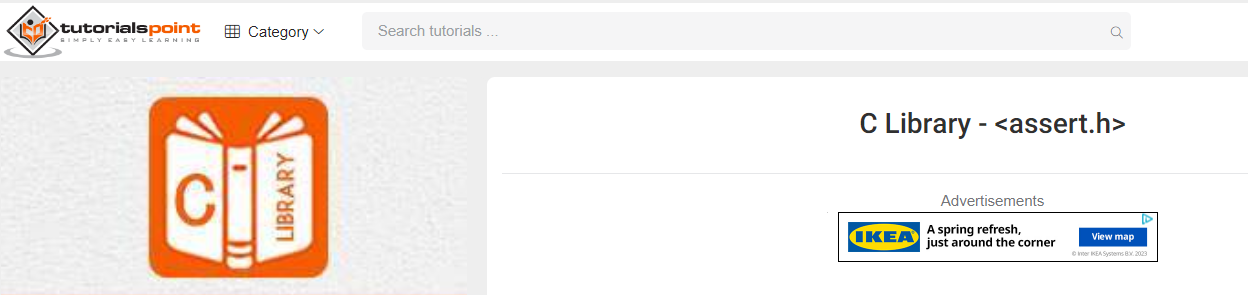 tutorialspoint
SIMPLY EASY LEARNING
Category
Search tutorials ...
C
LIBRARY
C Library - <assert.h>
Advertisements
IKEA
A spring refresh,
just around the corner
View map
© Inter IKEA Systems B.V. 2023